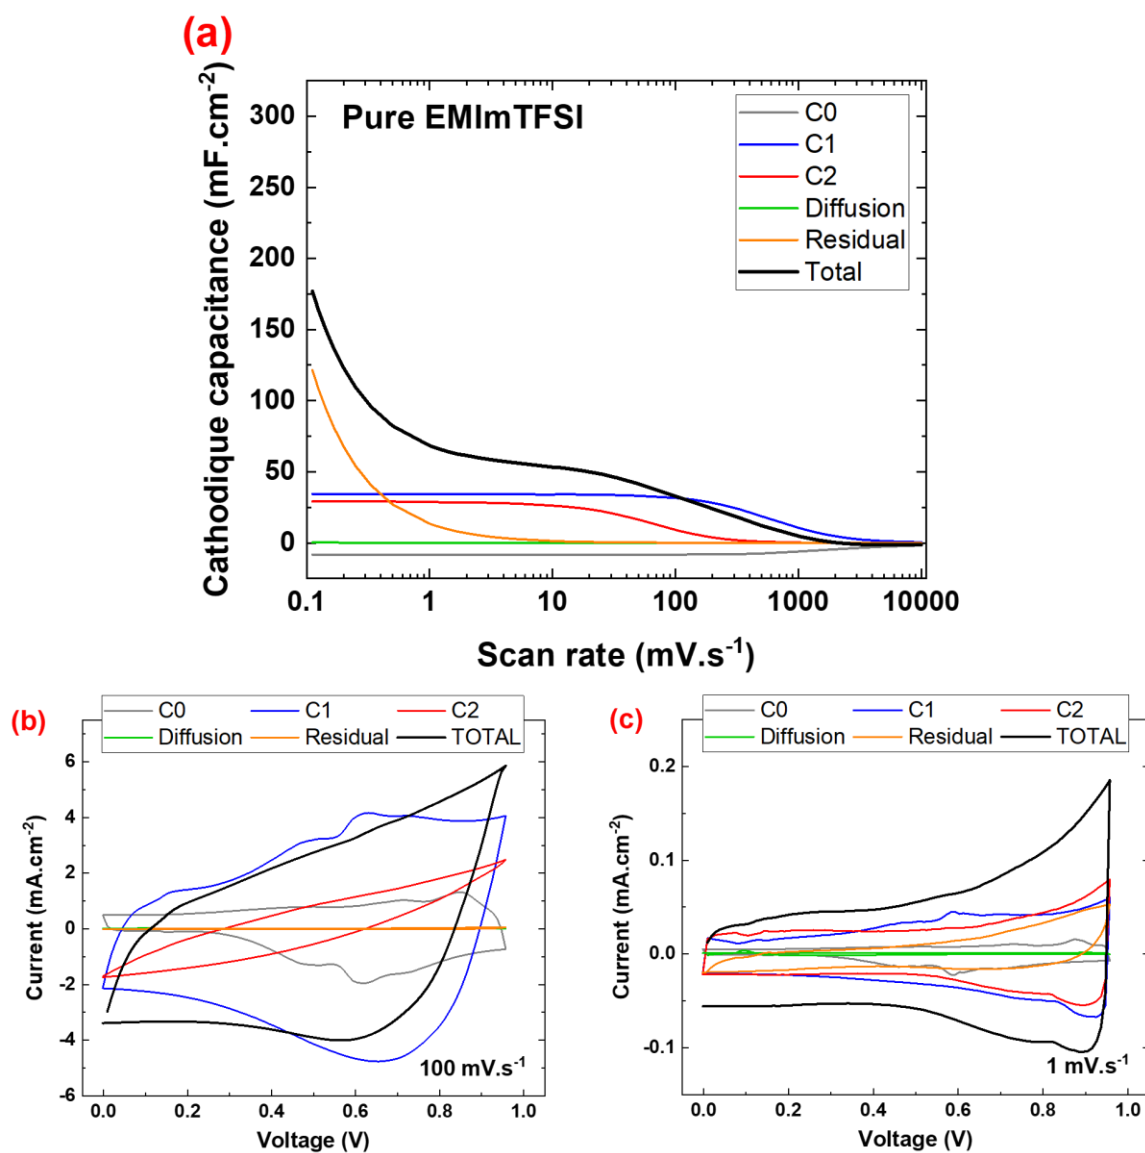 (a)
Cathodique capacitance (mF.cm⁻²)
Pure EMImTFSI
C0
C1
C2
Diffusion
Residual
Total
300
250
200
150
100
50
0
0.1 1 10 100 1000 10000
Scan rate (mV.s⁻¹)
(b)
C0 C1 C2
Diffusion Residual TOTAL
Current (mA.cm⁻²)
6
4
2
0
-2
-4
-6
100 mV.s⁻¹
0.0 0.2 0.4 0.6 0.8 1.0
Voltage (V)
(c)
C0 C1 C2
Diffusion Residual TOTAL
Current (mA.cm⁻²)
0.2
0.1
0.0
-0.1
1 mV.s⁻¹
0.0 0.2 0.4 0.6 0.8 1.0
Voltage (V)